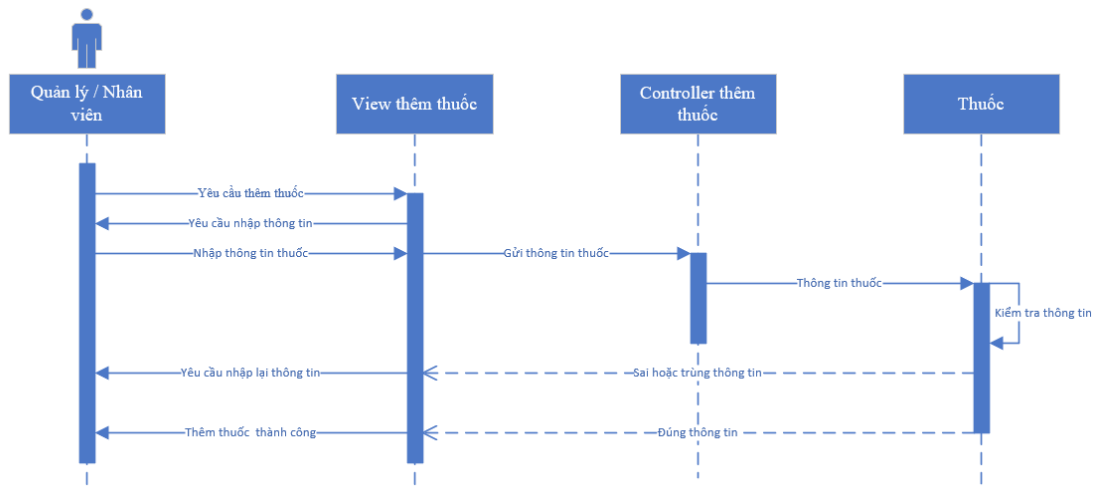 Quản lý / Nhân
viên
View thêm thuốc
Controller thêm
thuốc
Thuốc
Yêu cầu thêm thuốc
Yêu cầu nhập thông tin
Nhập thông tin thuốc
Gửi thông tin thuốc
Thông tin thuốc
Kiểm tra thông tin
Yêu cầu nhập lại thông tin
Sai hoặc trùng thông tin
Thêm thuốc thành công
Đúng thông tin